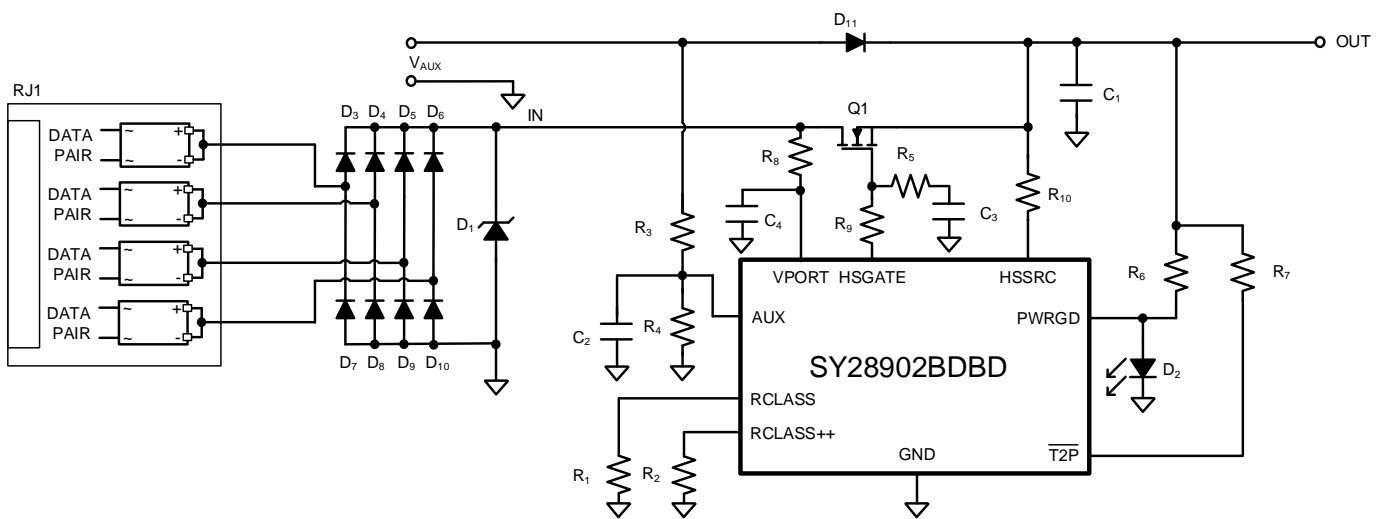 D11
OUT
VAUX
RJ1
C1
Q1
D3 D4 D5 D6
IN
DATA
PAIR
+
-
~
~
R8
R5
R10
DATA
PAIR
+
-
~
~
C4
C3
D1
R3
R9
DATA
PAIR
+
-
~
~
VPORT HSGATE HSSRC
R6
R7
DATA
PAIR
+
-
~
~
AUX
PWRGD
C2
R4
D7 D8 D9 D10
SY28902BDBD
D2
RCLASS
RCLASS++
GND
T2P
R1
R2